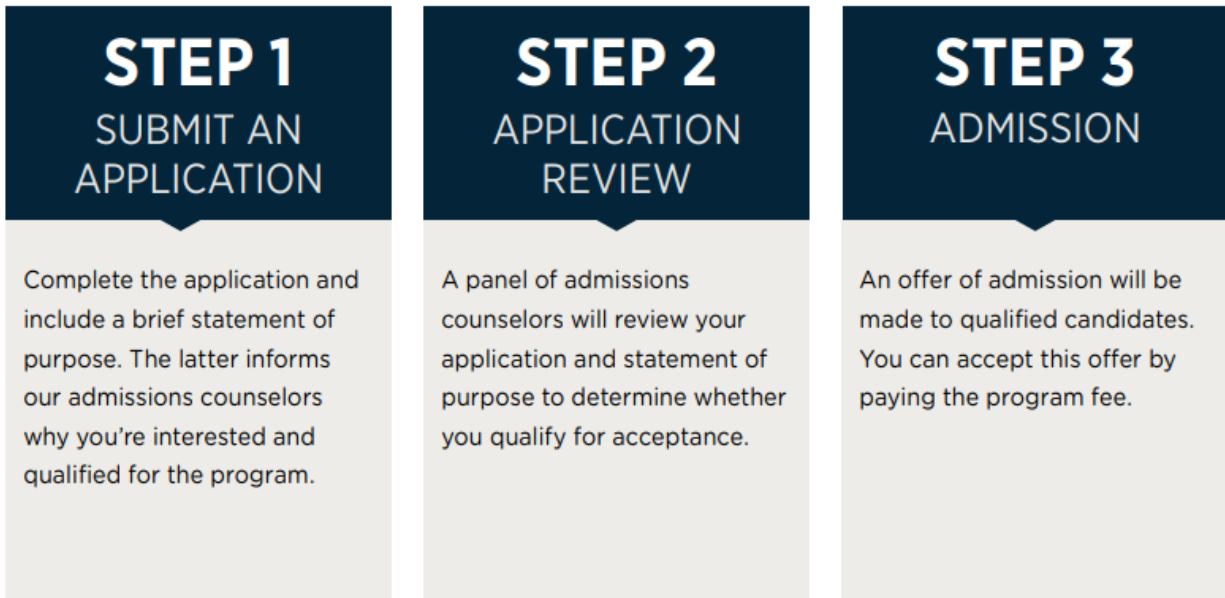 STEP 1
SUBMIT AN
APPLICATION
Complete the application and
include a brief statement of
purpose. The latter informs
our admissions counselors
why you’re interested and
qualified for the program.
STEP 2
APPLICATION
REVIEW
A panel of admissions
counselors will review your
application and statement of
purpose to determine whether
you qualify for acceptance.
STEP 3
ADMISSION
An offer of admission will be
made to qualified candidates.
You can accept this offer by
paying the program fee.